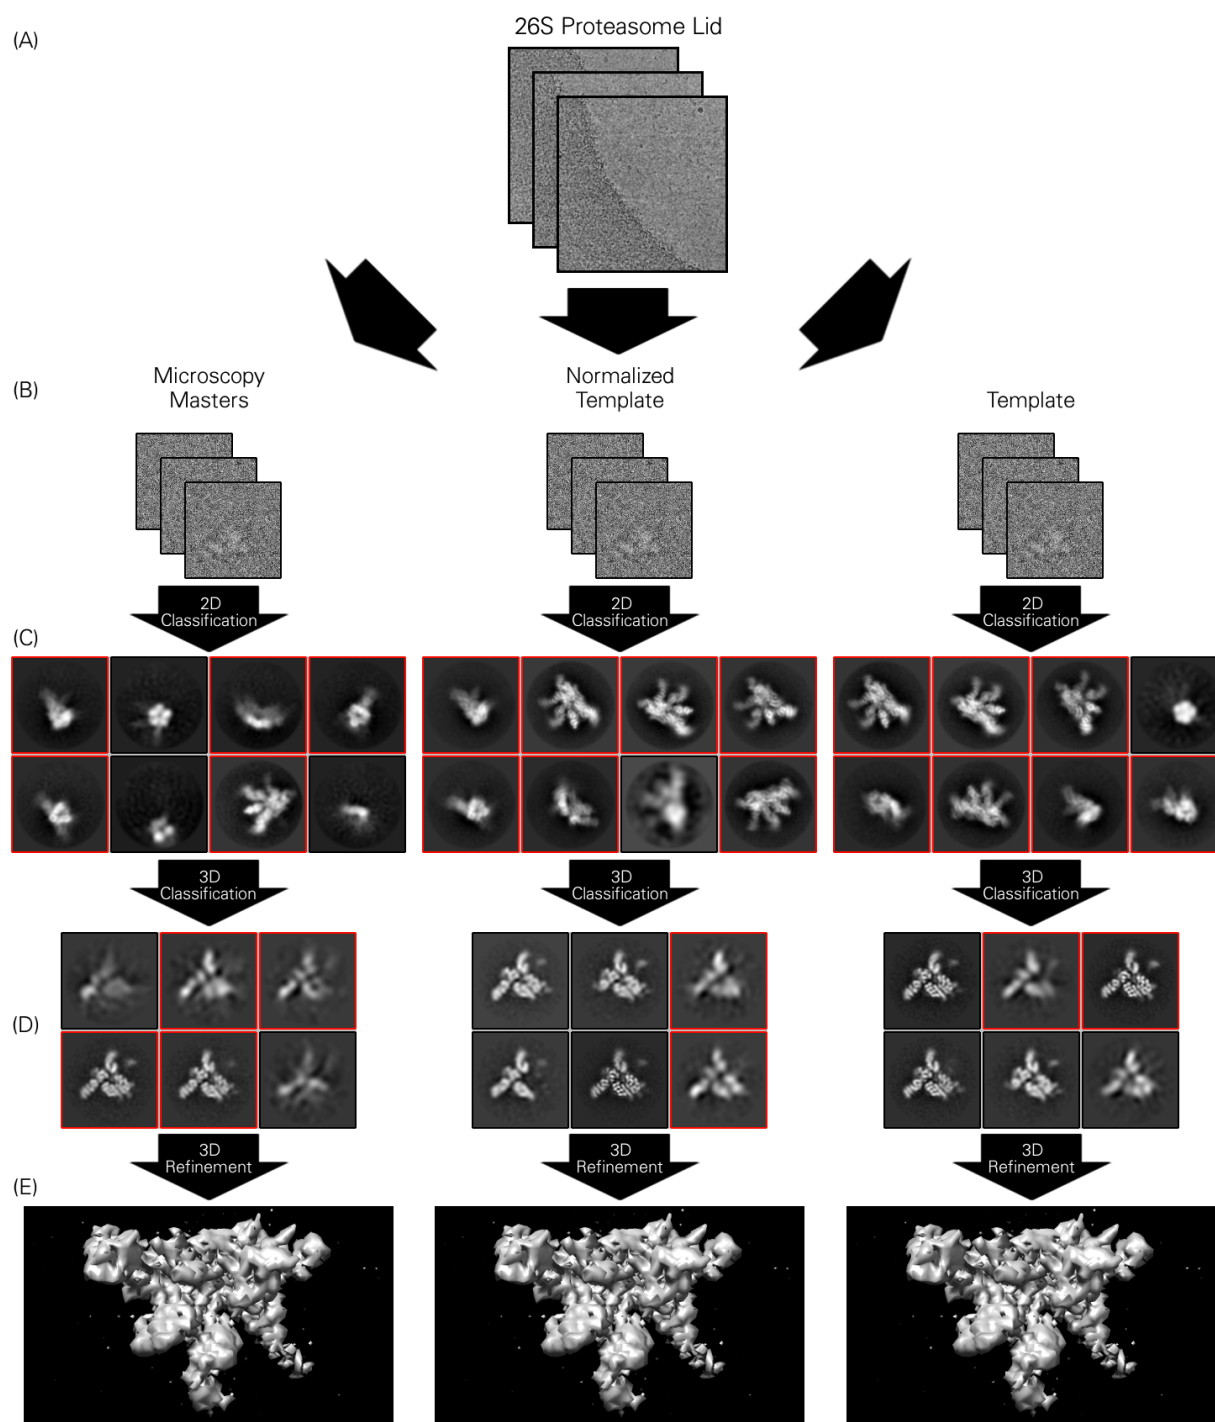 (A)
26S Proteasome Lid
(B)
Microscopy
Masters
Normalized
Template
Template
2D
Classification
2D
Classification
2D
Classification
(C)
3D
Classification
3D
Classification
3D
Classification
(D)
3D
Refinement
3D
Refinement
3D
Refinement
(E)